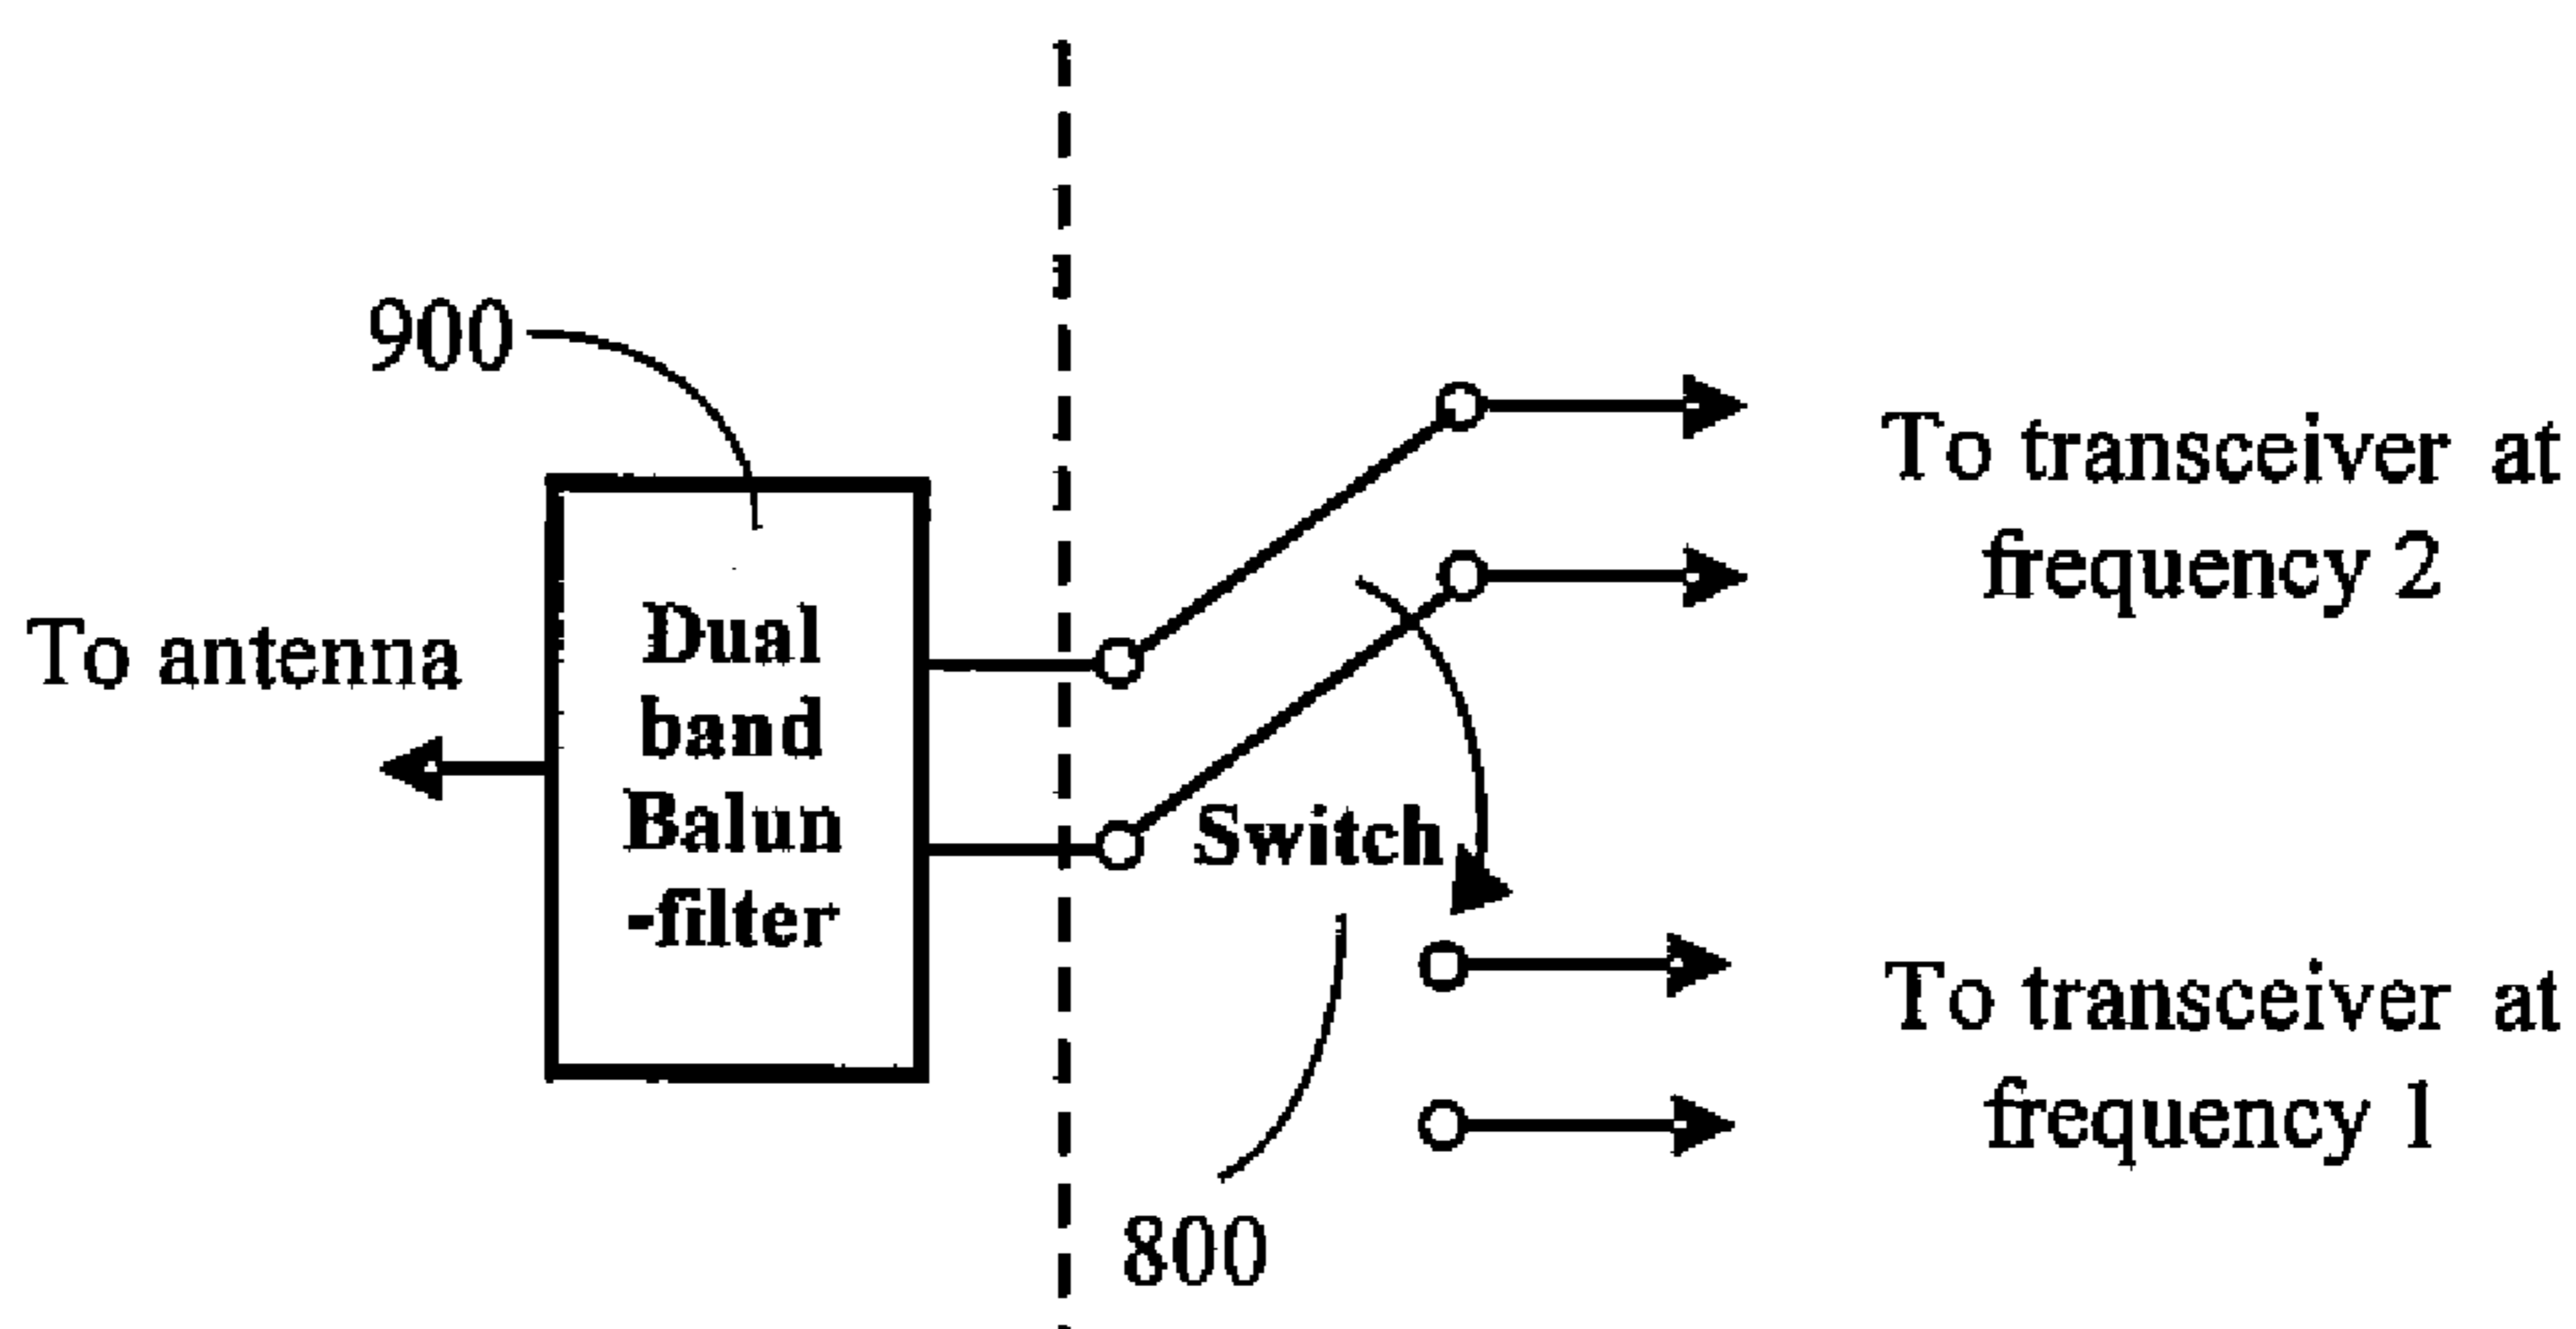 900
To transceiver at
frequency 2
To antenna
Dual
band
Balun
-filter
Switch
To transceiver at
frequency 1
800